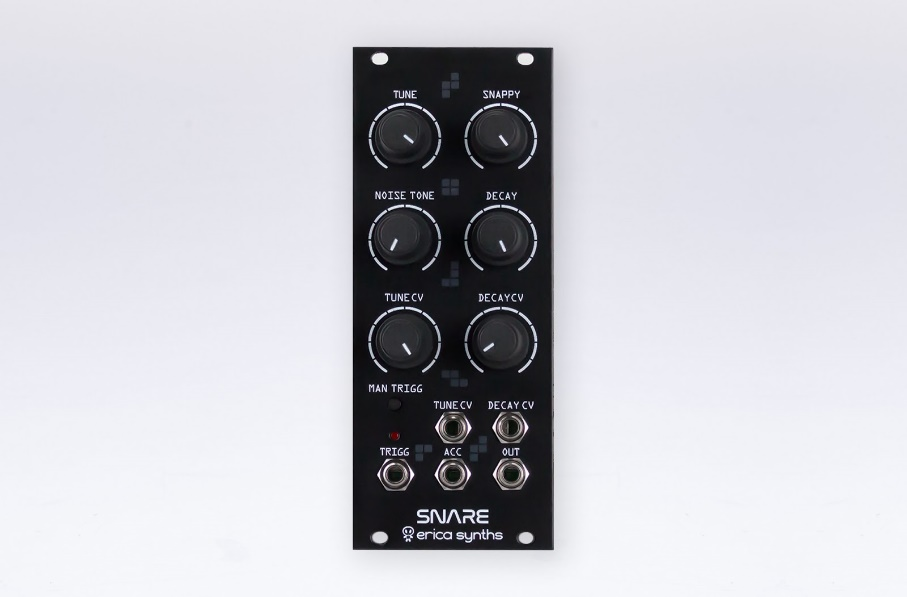 TUNE SNAPPY
NOISE TONE DECAY
TUNE CV DECAY CV
MAN TRIGG
TUNE CV DECAY CV
TRIGG ACC OUT
SNARE
erica synths